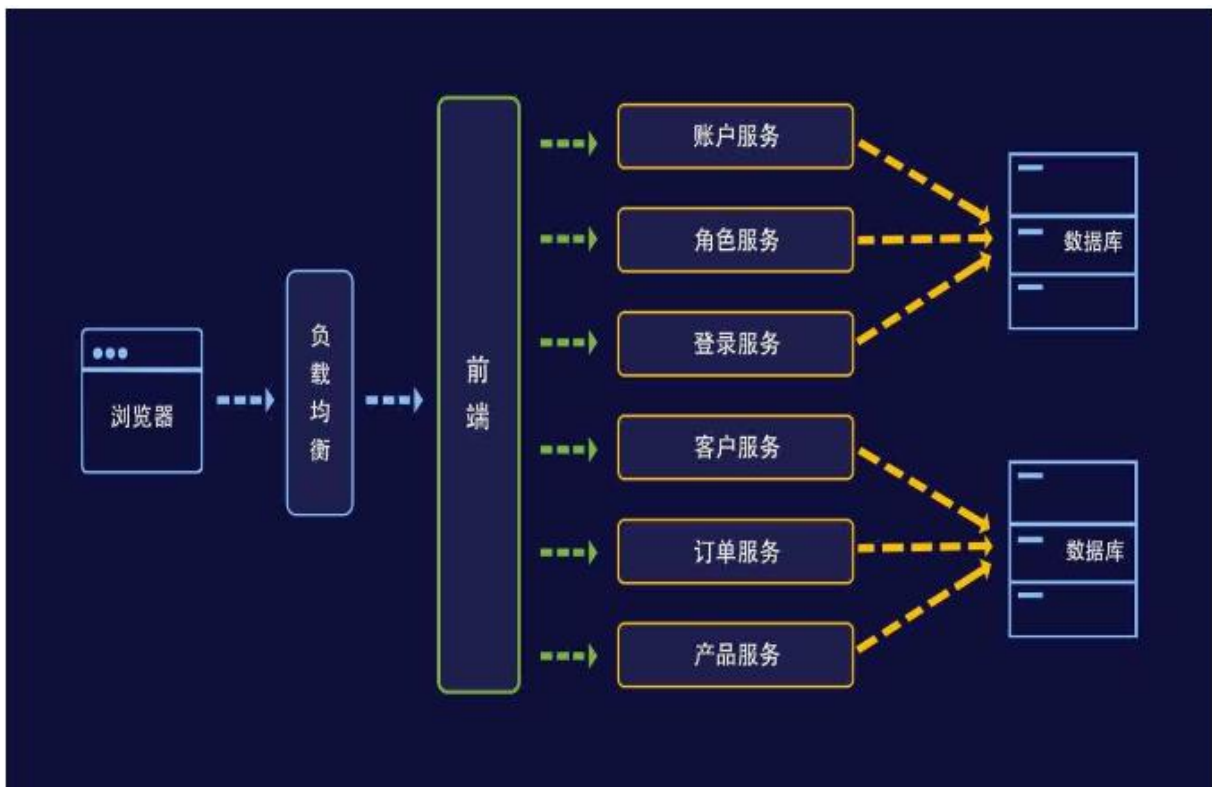 浏览器
负载均衡
前端
账户服务
角色服务
登录服务
客户服务
订单服务
产品服务
数据库
数据库